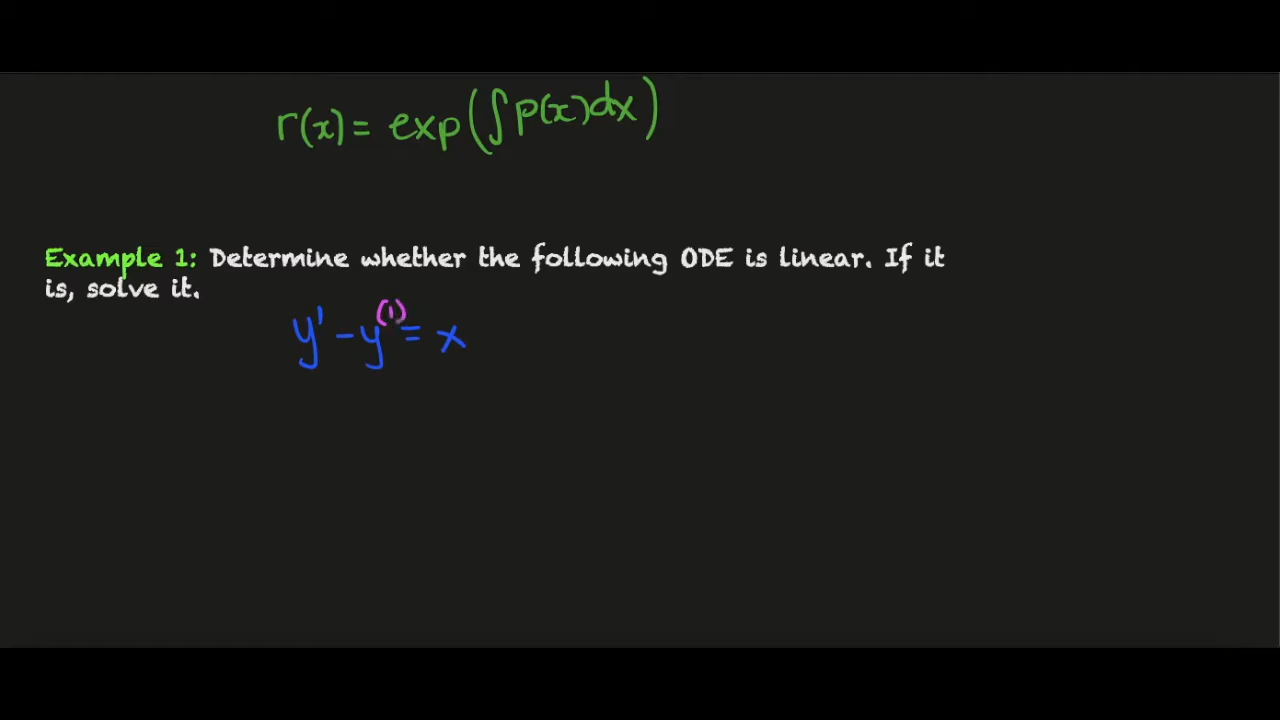 r(x) = exp(∫p(x)dx)
Example 1: Determine whether the following ODE is linear. If it
is, solve it.
y' - y^(1) = x